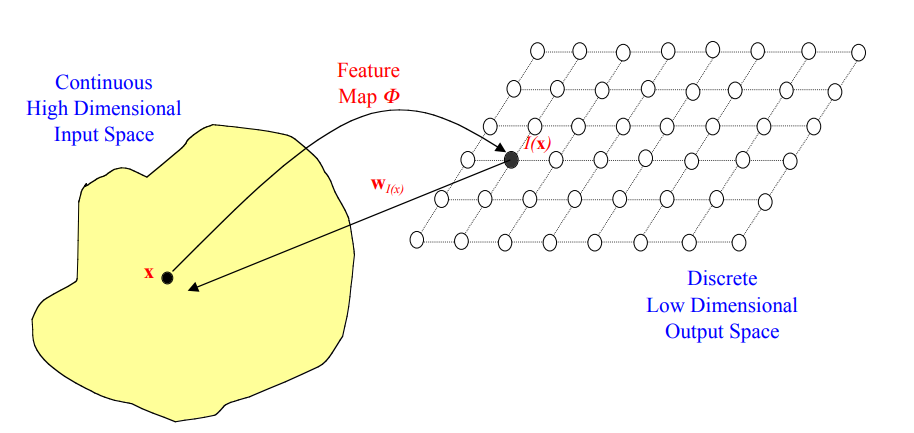 Continuous
High Dimensional
Input Space
Feature
Map Φ
I(x)
w_I(x)
x
Discrete
Low Dimensional
Output Space